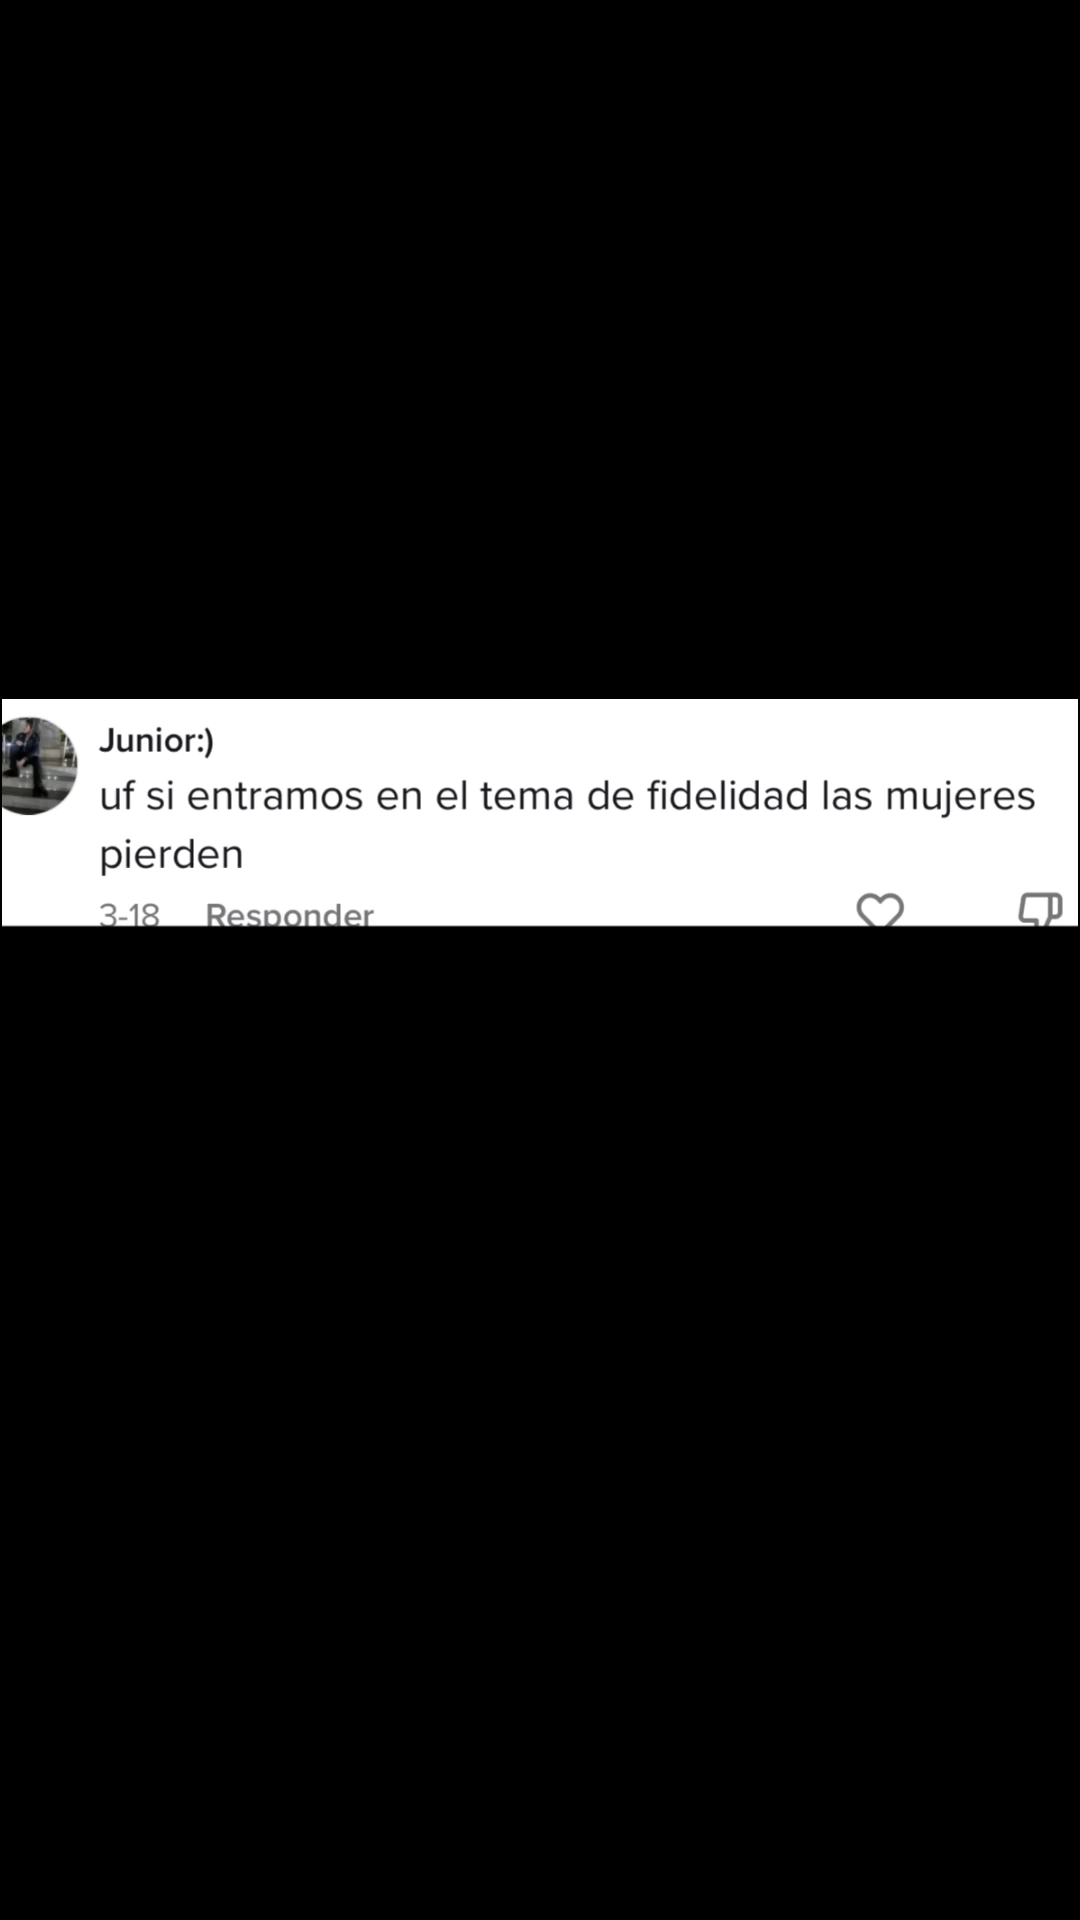 Junior:)
uf si entramos en el tema de fidelidad las mujeres
pierden
3-18 Responder